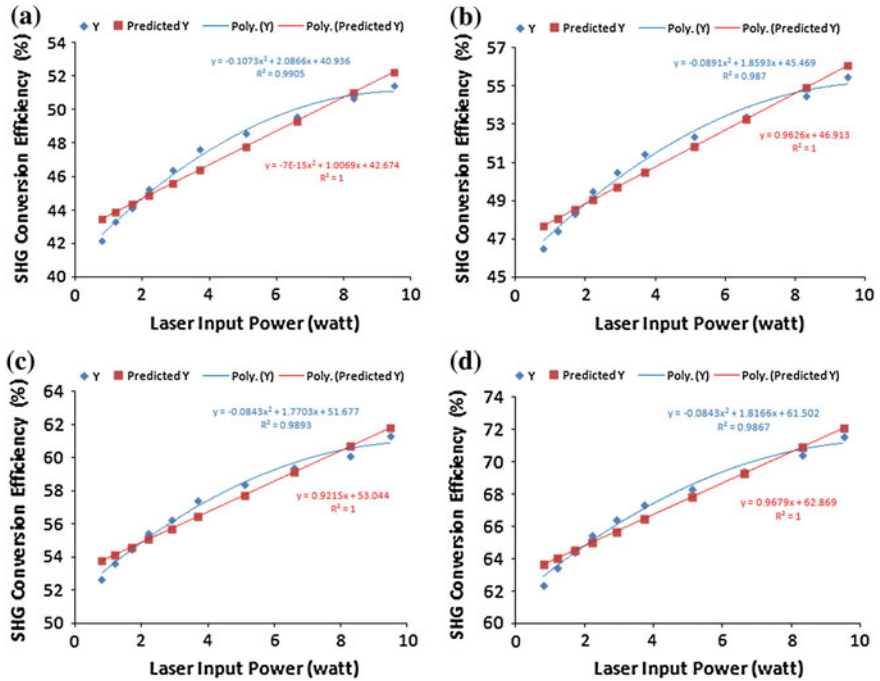 (a)
Y Predicted Y Poly. (Y) Poly. (Predicted Y)
SHG Conversion Efficiency (%)
54
52
50
48
46
44
42
40
y = -0.1073x² + 2.0866x + 40.936
R² = 0.9905
y = -7E-15x² + 1.0069x + 42.674
R² = 1
0 2 4 6 8 10
Laser Input Power (watt)
(b)
Y Predicted Y Poly. (Y) Poly. (Predicted Y)
SHG Conversion Efficiency (%)
57
55
53
51
49
47
45
y = -0.0891x² + 1.8593x + 45.469
R² = 0.987
0.9626x + 46.913
R² = 1
0 2 4 6 8 10
Laser Input Power (watt)
(c)
Y Predicted Y Poly. (Y) Poly. (Predicted Y)
SHG Conversion Efficiency (%)
64
62
60
58
56
54
52
50
y = -0.0843x² + 1.7703x + 51.677
R² = 0.9893
0.9215x + 53.044
R² = 1
0 2 4 6 8 10
Laser Input Power (watt)
(d)
Y Predicted Y Poly. (Y) Poly. (Predicted Y)
SHG Conversion Efficiency (%)
74
72
70
68
66
64
62
60
y = -0.0843x² + 1.8166x + 61.502
R² = 0.9867
0.9679x + 62.869
R² = 1
0 2 4 6 8 10
Laser Input Power (watt)